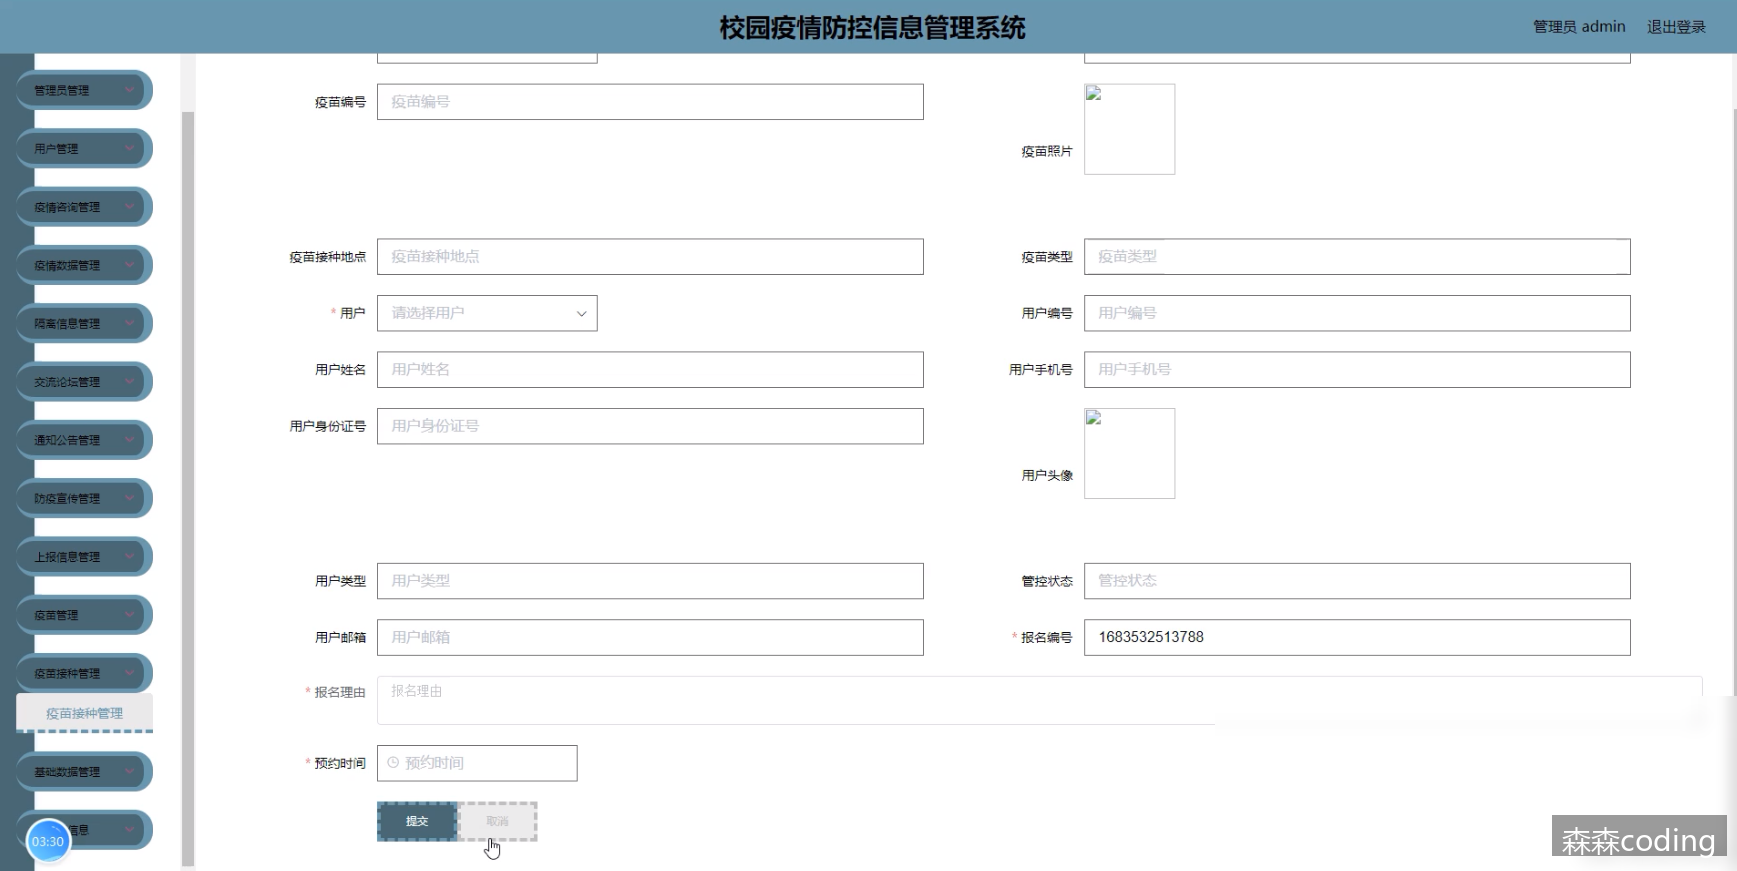 校园疫情防控信息管理系统
管理员 admin 退出登录
管理员管理
用户管理
疫情咨询管理
疫情数据管理
隔离信息管理
交流论坛管理
通知公告管理
防疫宣传管理
上报信息管理
疫苗管理
疫苗接种管理
疫苗接种管理
基础数据管理
信息
03:30
疫苗编号 疫苗编号
疫苗照片
疫苗接种地点 疫苗接种地点 疫苗类型 疫苗类型
* 用户 请选择用户 用户编号 用户编号
用户姓名 用户姓名 用户手机号 用户手机号
用户身份证号 用户身份证号
用户头像
用户类型 用户类型 管控状态 管控状态
用户邮箱 用户邮箱 * 报名编号 1683532513788
* 报名理由 报名理由
* 预约时间 预约时间
提交 取消
森森coding